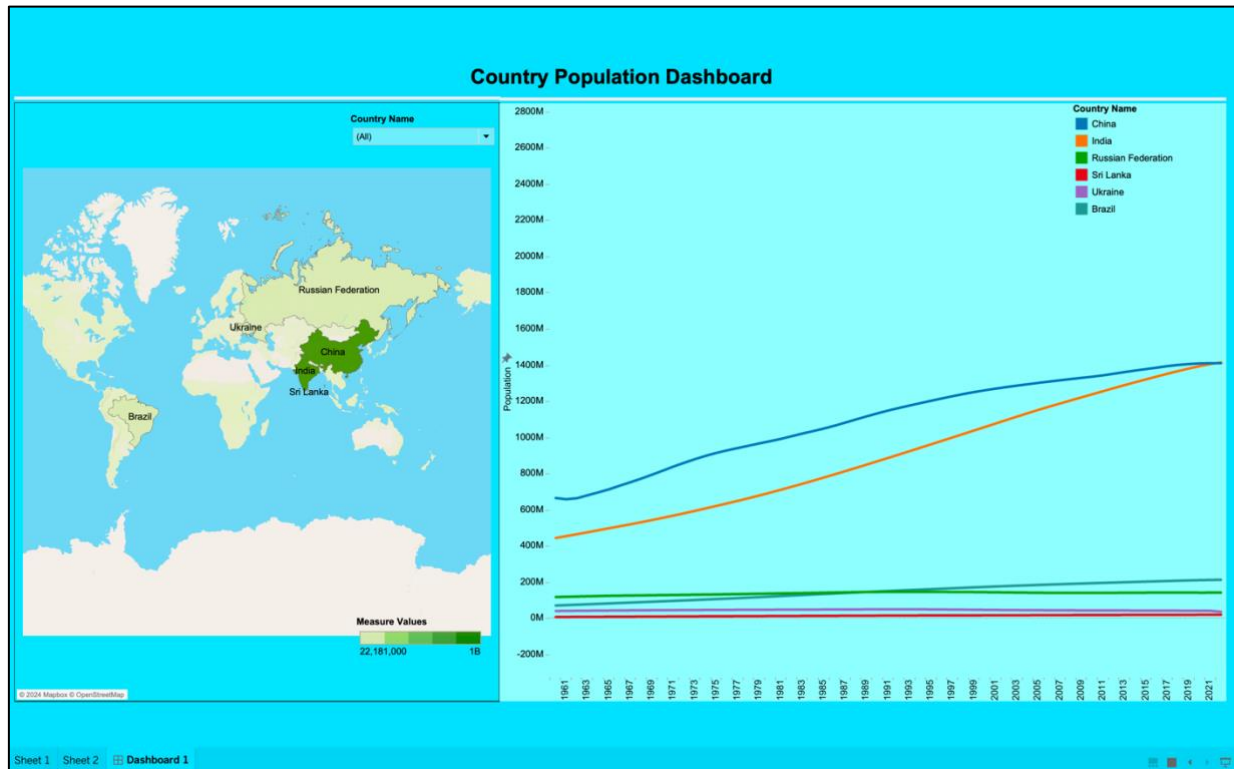 Country Population Dashboard
Country Name
(All)
Russian Federation
Ukraine
China
India
Sri Lanka
Brazil
Measure Values
22,181,000 1B
© 2024 Mapbox © OpenStreetMap
2800M
2600M
2400M
2200M
2000M
1800M
1600M
1400M
1200M
1000M
800M
600M
400M
200M
0M
-200M
Population
1961 1963 1965 1967 1969 1971 1973 1975 1977 1979 1981 1983 1985 1987 1989 1991 1993 1995 1997 1999 2001 2003 2005 2007 2009 2011 2013 2015 2017 2019 2021
Country Name
China
India
Russian Federation
Sri Lanka
Ukraine
Brazil
Sheet 1 Sheet 2 Dashboard 1